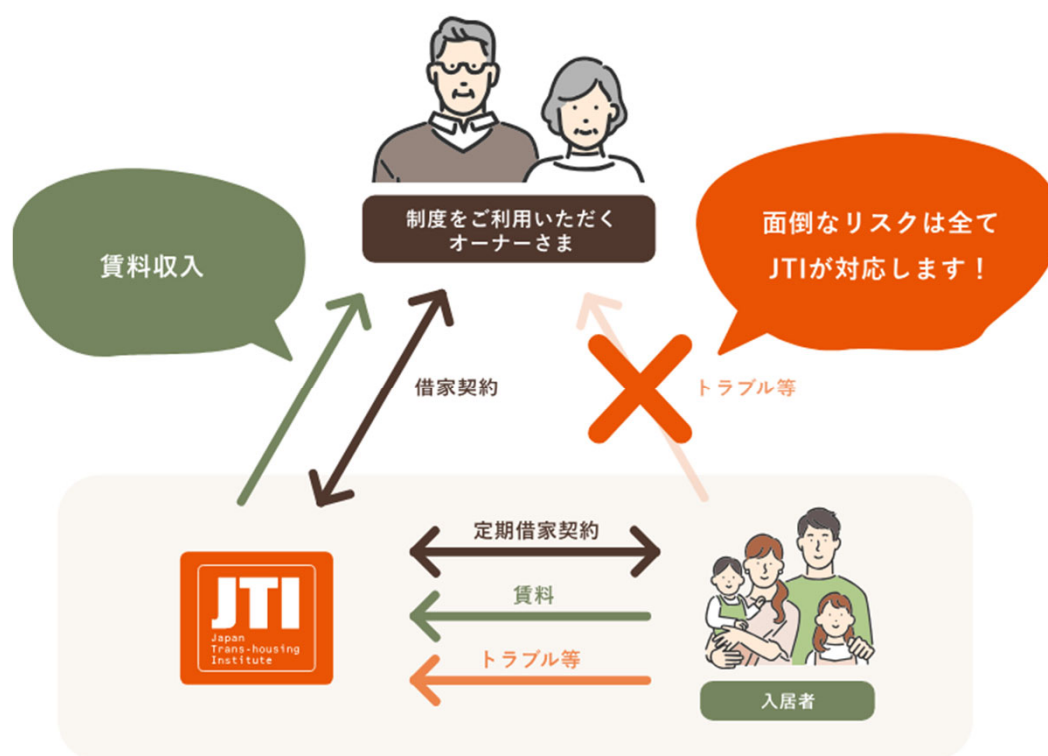 制度をご利用いただく
オーナーさま
賃料収入
面倒なリスクは全て
JTIが対応します！
借家契約
トラブル等
定期借家契約
賃料
トラブル等
JTI
Japan
Trans-housing
Institute
入居者